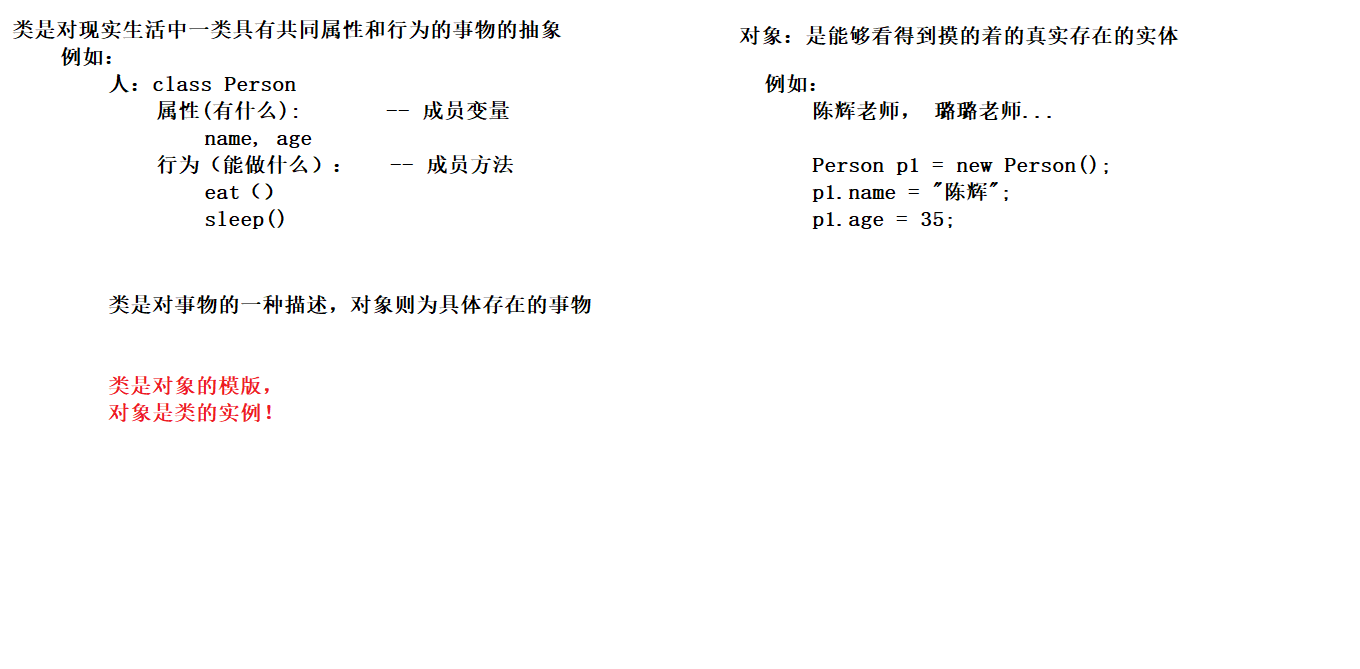 类是对现实生活中一类具有共同属性和行为的事物的抽象
例如：
人：class Person
属性(有什么)： -- 成员变量
name, age
行为（能做什么）： -- 成员方法
eat（）
sleep()
类是对事物的一种描述，对象则为具体存在的事物
类是对象的模版，
对象是类的实例！
对象：是能够看得到摸的着的真实存在的实体
例如：
陈辉老师， 璐璐老师...
Person p1 = new Person();
p1.name = "陈辉";
p1.age = 35;